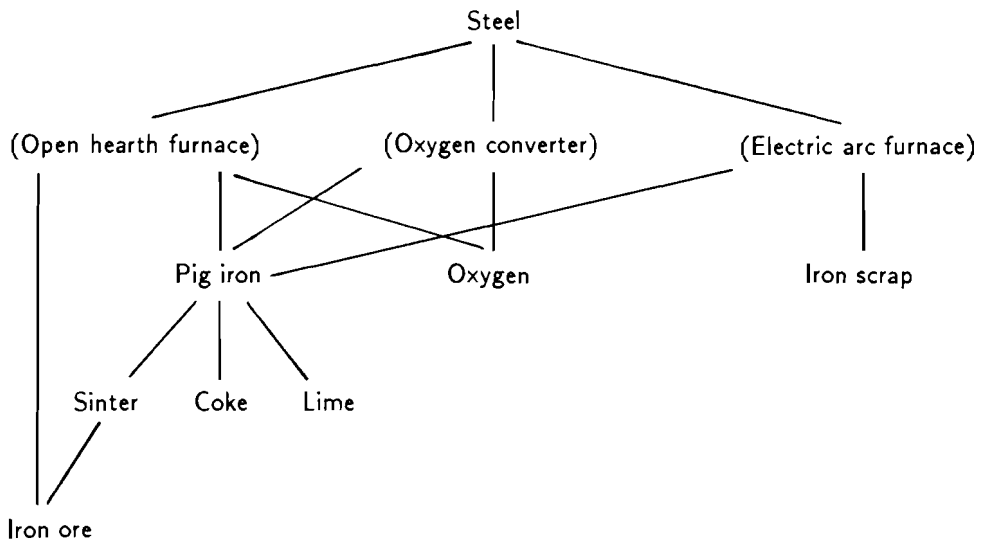 Steel
(Open hearth furnace) (Oxygen converter) (Electric arc furnace)
Pig iron Oxygen Iron scrap
Sinter Coke Lime
Iron ore